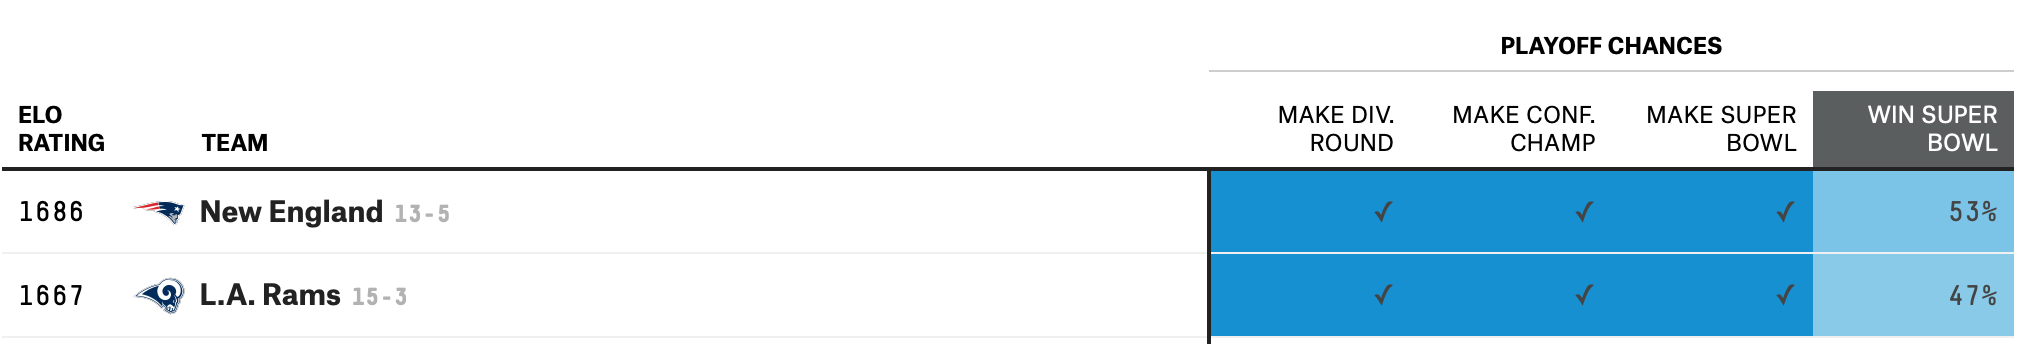 PLAYOFF CHANCES
ELO RATING TEAM MAKE DIV. ROUND MAKE CONF. CHAMP MAKE SUPER BOWL WIN SUPER BOWL
1686 New England 13-5 ✓ ✓ ✓ 53%
1667 L.A. Rams 15-3 ✓ ✓ ✓ 47%